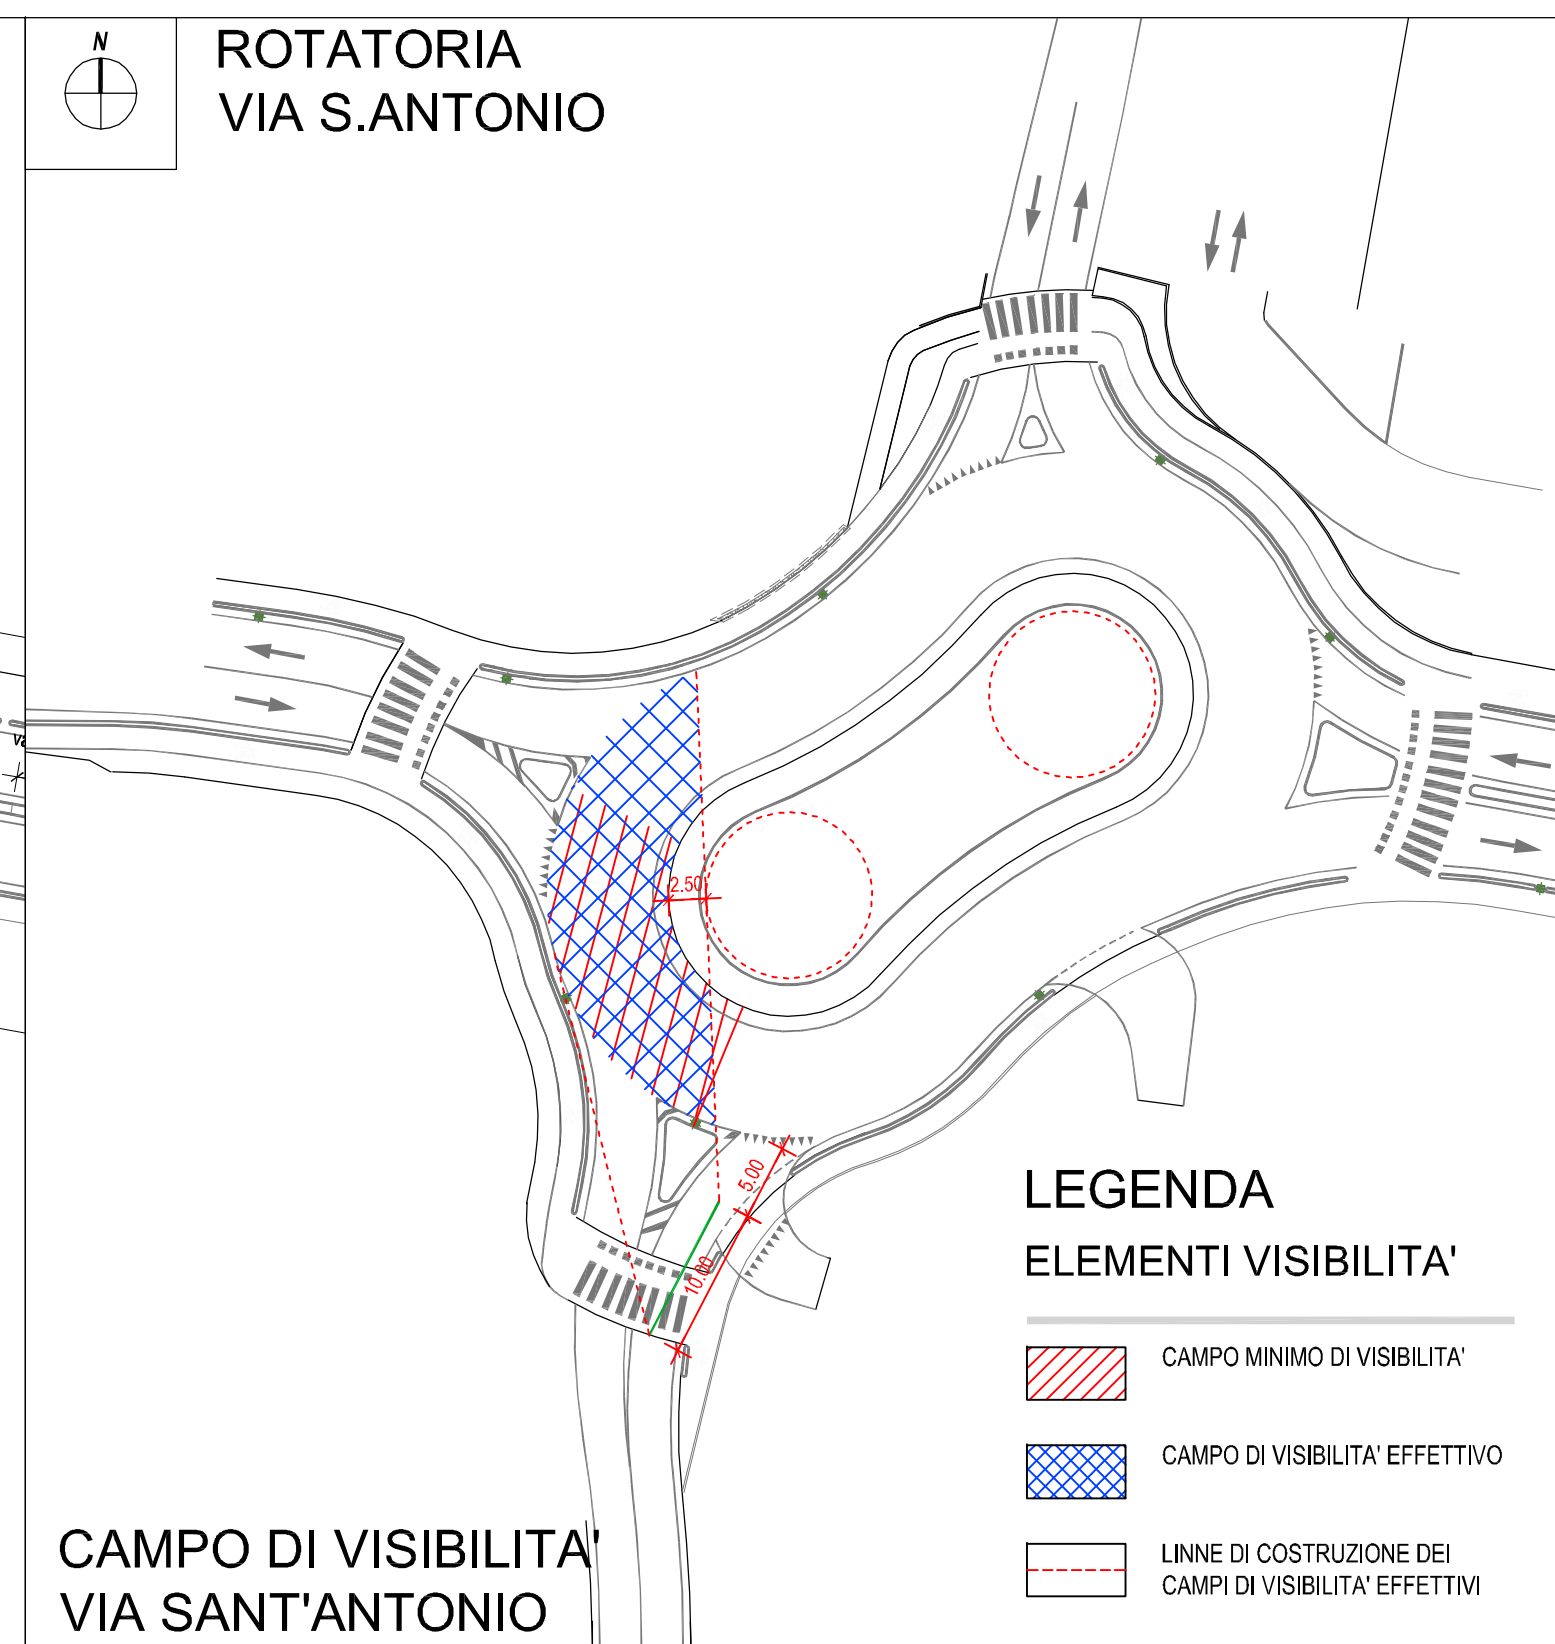 N
ROTATORIA
VIA S.ANTONIO
2.50
5.00
10.00
LEGENDA
ELEMENTI VISIBILITA'
CAMPO MINIMO DI VISIBILITA'
CAMPO DI VISIBILITA' EFFETTIVO
LINNE DI COSTRUZIONE DEI
CAMPI DI VISIBILITA' EFFETTIVI
CAMPO DI VISIBILITA'
VIA SANT'ANTONIO